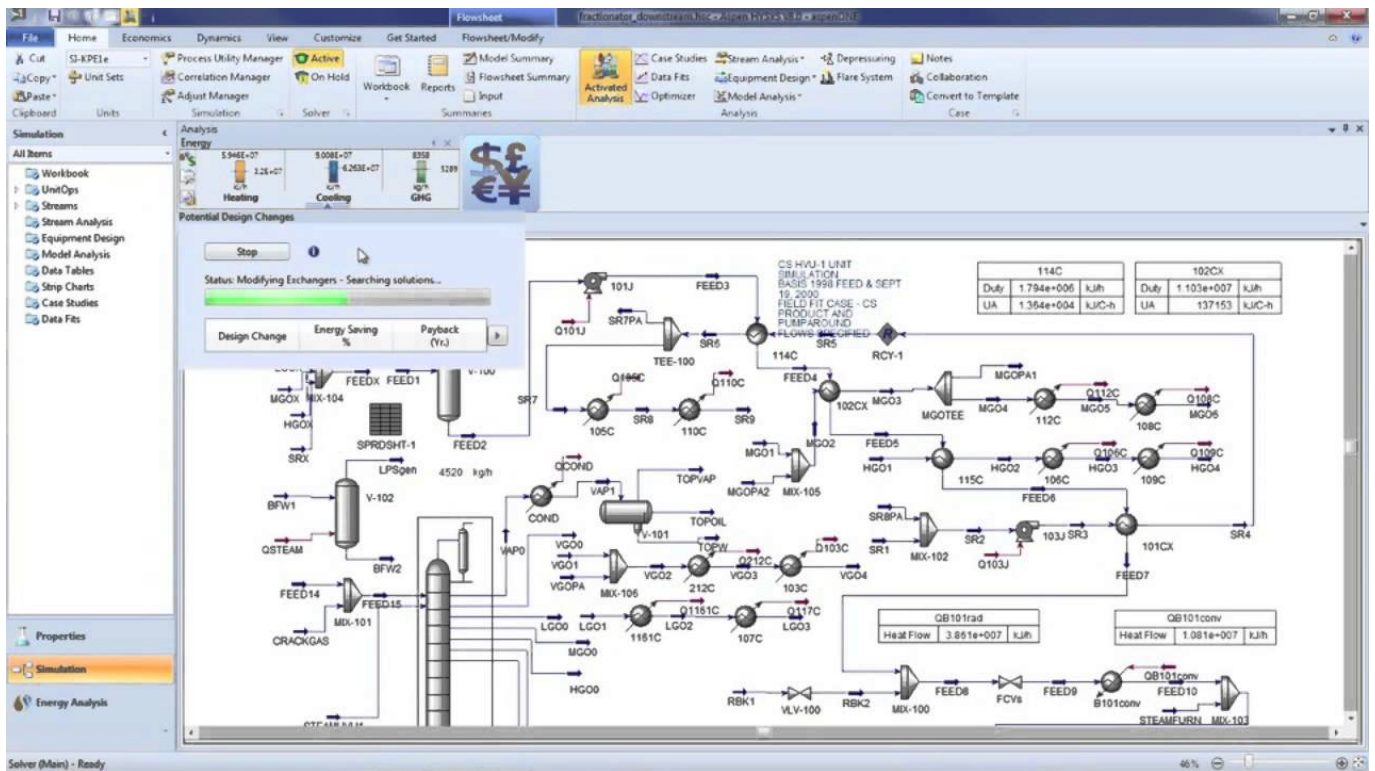 Flowsheet
fractionator_downstream.hsc - Aspen HYSYS V8.0 - aspenONE
File Home Economics Dynamics View Customize Get Started Flowsheet/Modify
Cut SI-KPE1e Process Utility Manager Active Model Summary Case Studies Stream Analysis Depressuring Notes
Copy Unit Sets Correlation Manager On Hold Workbook Reports Flowsheet Summary Activated Analysis Data Fits Equipment Design Flare System Collaboration
Paste Adjust Manager Input Optimizer Model Analysis Convert to Template
Clipboard Units Simulation Solver Summaries Analysis Case
Simulation
All Items
Workbook
UnitOps
Streams
Stream Analysis
Equipment Design
Model Analysis
Data Tables
Strip Charts
Case Studies
Data Fits
Properties
Simulation
Energy Analysis
Analysis
Energy
5.946E+07 9.008E+07 8358
3.2E+07 6.263E+07 5289
kJ/h kJ/h kg/h
Heating Cooling GHG
$£
€¥
Potential Design Changes
Stop
Status: Modifying Exchangers - Searching solutions...
Design Change Energy Saving % Payback (Yr.)
CS HVU-1 UNIT
SIMULATION
BASIS 1998 FEED & SEPT
19, 2000
FIELD FIT CASE - CS
PRODUCT AND
PUMPAROUND
FLOWS SPECIFIED
114C
Duty 1.794e+006 kJ/h
UA 1.364e+004 kJ/C-h
102CX
Duty 1.103e+007 kJ/h
UA 137153 kJ/C-h
101J FEED3
Q101J SR7PA SR6 SR5
TEE-100 114C RCY-1
FEED4 MGOPA1
MGOX MIX-104 FEEDX FEED1 V-100 SR7 Q105C Q110C 102CX MGO3 MGOTEE MGO4 Q112C MGO5 Q108C MGO6
HGOX 105C SR8 110C SR9 112C 108C
SPRDSHT-1 FEED2 MGO2 FEED5
SRX LPSgen 4520 kg/h MGO1 HGO1 HGO2 Q106C HGO3 Q109C HGO4
QCOND TOPVAP MGOPA2 MIX-105 115C 106C 109C
BFW1 V-102 VAP1 FEED6
COND TOPOIL SR8PA
V-101 TOPW SR1 MIX-102 SR2 103J SR3 101CX SR4
QSTEAM VAP0 VGO0 Q212C Q103C Q103J
BFW2 VGO1 VGO2 VGO3 VGO4 FEED7
VGOPA MIX-106 212C 103C
FEED14 FEED15 Q1161C Q117C
MIX-101 LGO0 LGO1 LGO2 LGO3
CRACKGAS MGO0 1161C 107C
HGO0
QB101rad
Heat Flow 3.861e+007 kJ/h
QB101conv
Heat Flow 1.081e+007 kJ/h
RBK1 VLV-100 RBK2 MIX-100 FEED8 FCVs FEED9 B101conv QB101conv FEED10
STEAMFURN MIX-103
Solver (Main) - Ready
46%